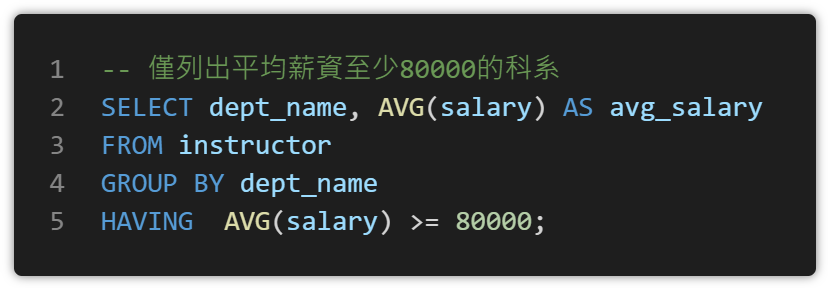 1 -- 僅列出平均薪資至少80000的科系
2 SELECT dept_name, AVG(salary) AS avg_salary
3 FROM instructor
4 GROUP BY dept_name
5 HAVING  AVG(salary) >= 80000;